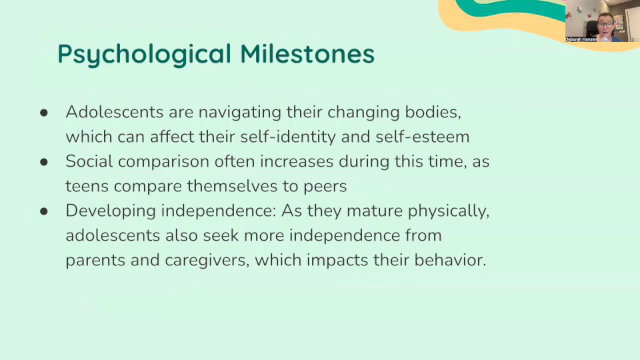 Psychological Milestones
● Adolescents are navigating their changing bodies,
which can affect their self-identity and self-esteem
● Social comparison often increases during this time, as
teens compare themselves to peers
● Developing independence: As they mature physically,
adolescents also seek more independence from
parents and caregivers, which impacts their behavior.
Deborah Hansen